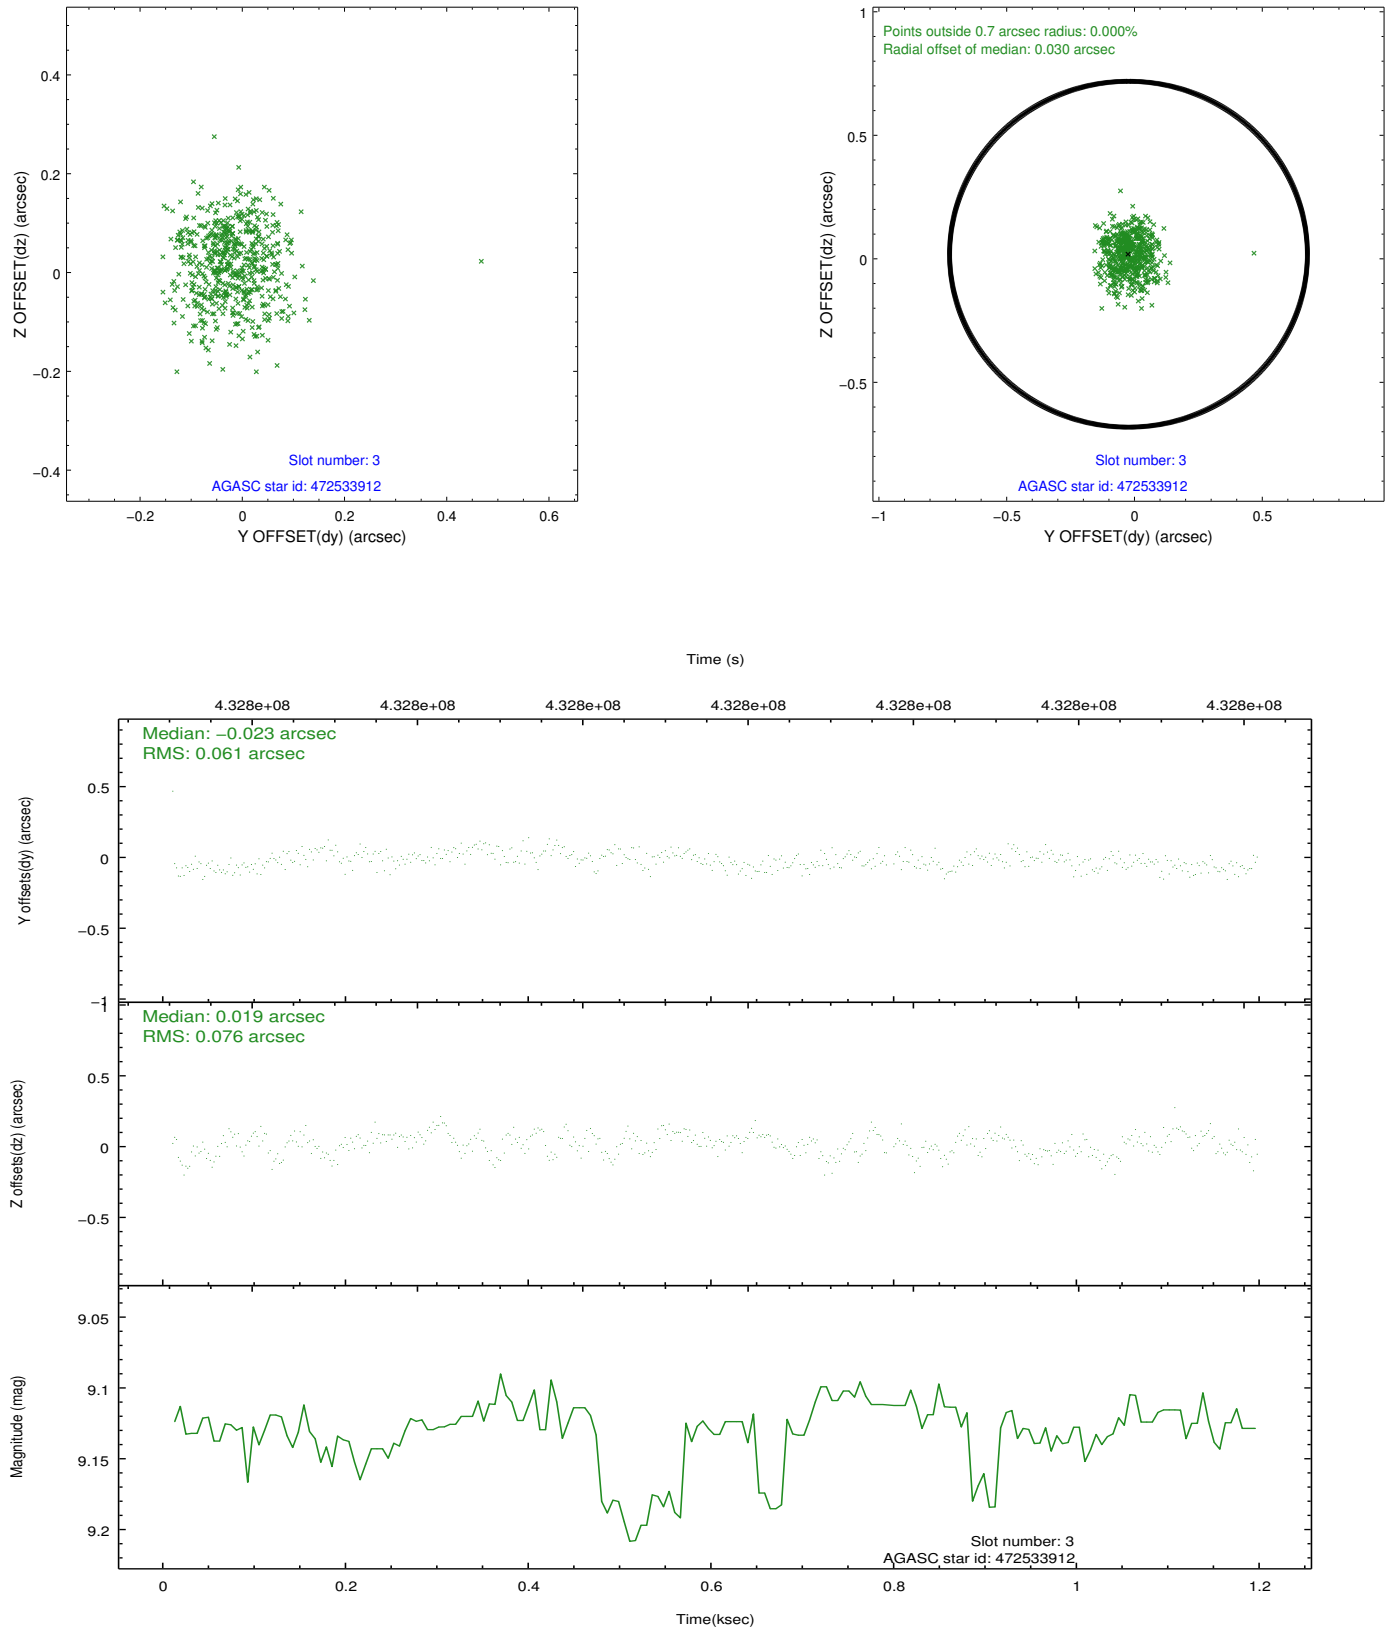 0.4
0.2
0
−0.2
−0.4
Z OFFSET(dz) (arcsec)
Slot number: 3
AGASC star id: 472533912
−0.2 0 0.2 0.4 0.6
Y OFFSET(dy) (arcsec)
Points outside 0.7 arcsec radius: 0.000%
Radial offset of median: 0.030 arcsec
1
0.5
0
−0.5
Z OFFSET(dz) (arcsec)
Slot number: 3
AGASC star id: 472533912
−1 −0.5 0 0.5
Y OFFSET(dy) (arcsec)
Time (s)
4.328e+08 4.328e+08 4.328e+08 4.328e+08 4.328e+08 4.328e+08 4.328e+08
Median: −0.023 arcsec
RMS: 0.061 arcsec
0.5
0
−0.5
−1
Y offsets(dy) (arcsec)
Median: 0.019 arcsec
RMS: 0.076 arcsec
1
0.5
0
−0.5
Z offsets(dz) (arcsec)
9.05
9.1
9.15
9.2
Magnitude (mag)
Slot number: 3
AGASC star id: 472533912
0 0.2 0.4 0.6 0.8 1 1.2
Time(ksec)